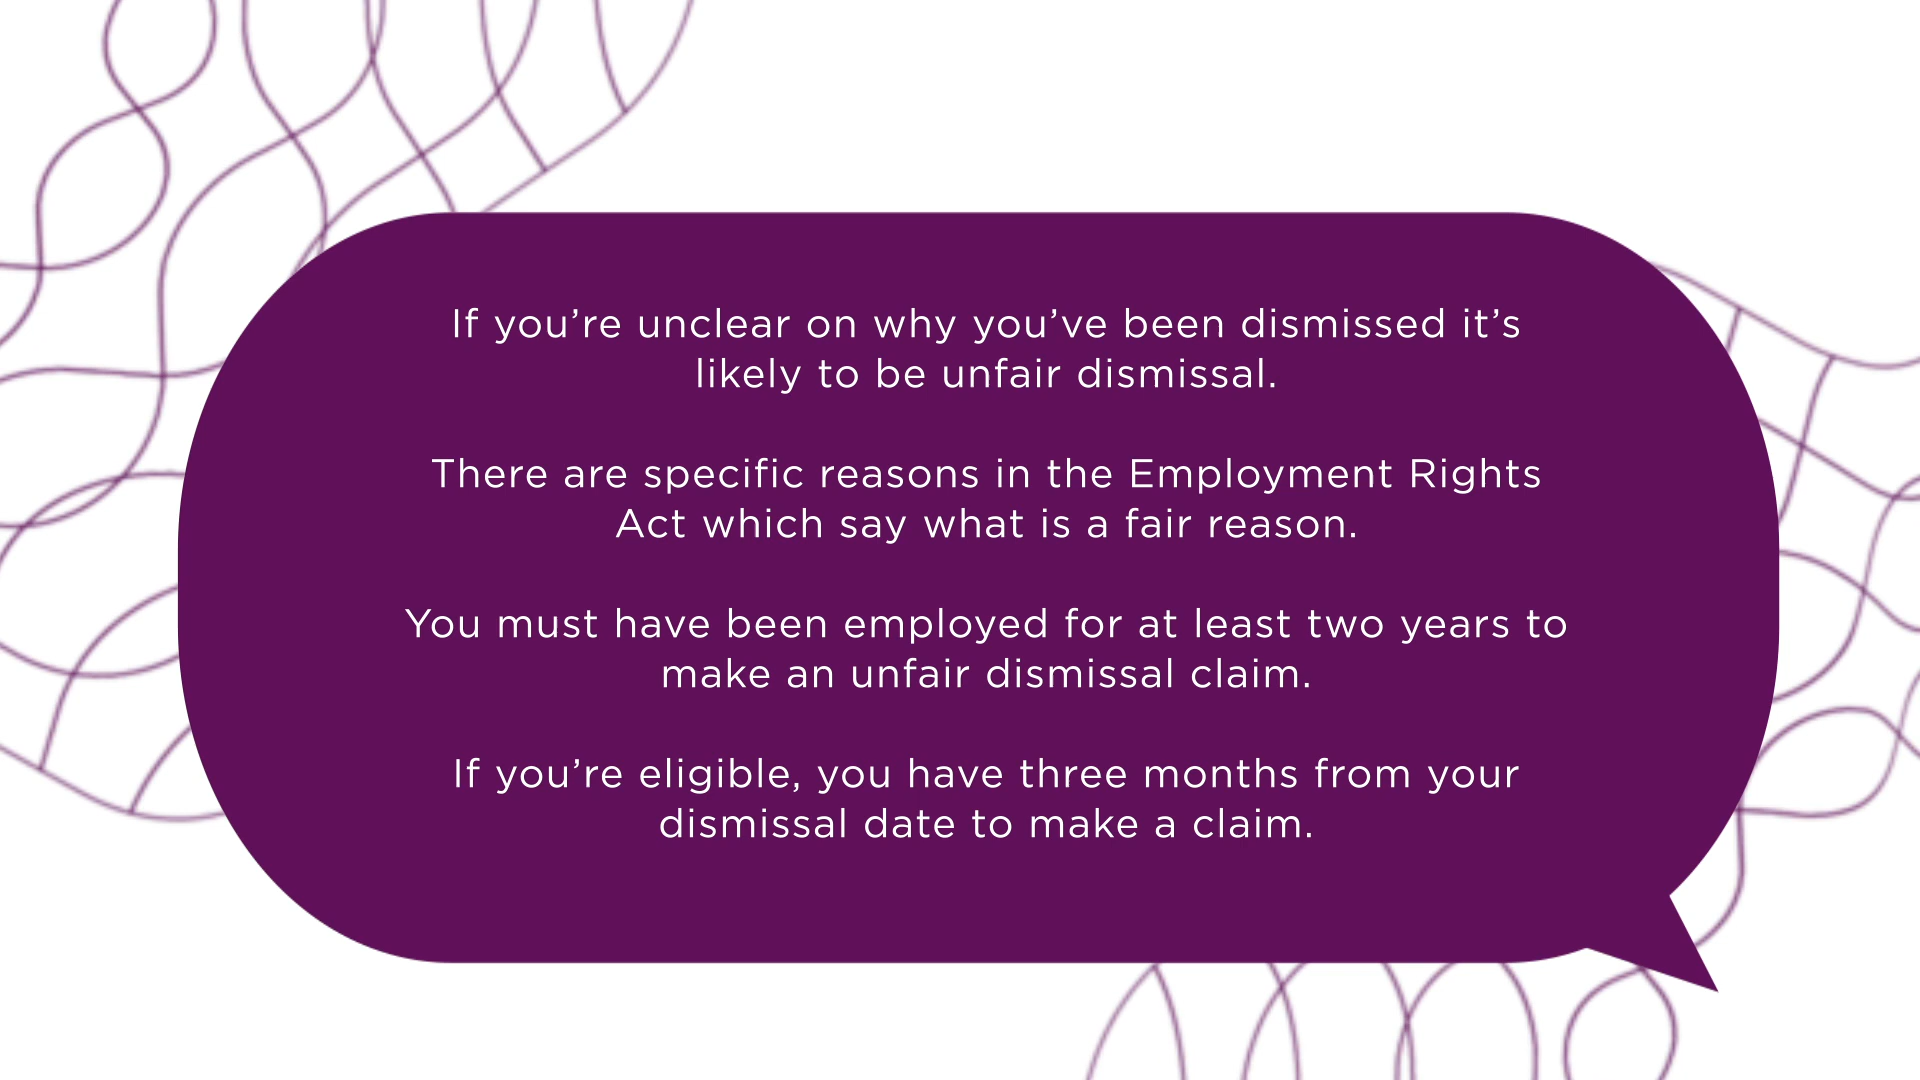 If you’re unclear on why you’ve been dismissed it’s
likely to be unfair dismissal.
There are specific reasons in the Employment Rights
Act which say what is a fair reason.
You must have been employed for at least two years to
make an unfair dismissal claim.
If you’re eligible, you have three months from your
dismissal date to make a claim.